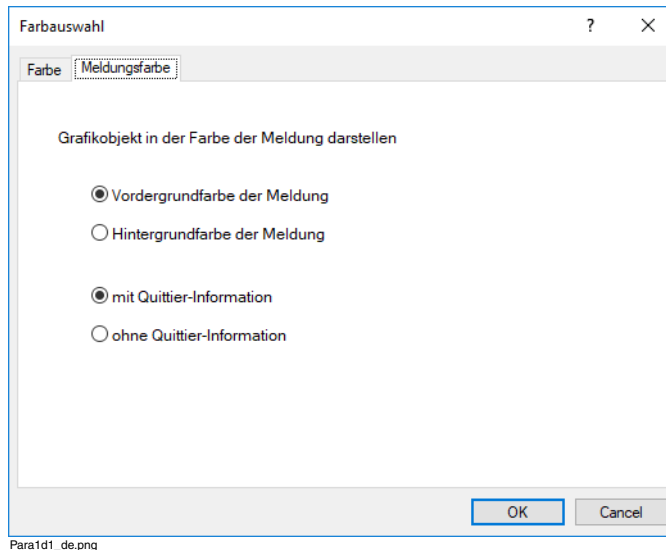 Farbauswahl ?
Farbe Meldungsfarbe
Grafikobjekt in der Farbe der Meldung darstellen
Vordergrundfarbe der Meldung
Hintergrundfarbe der Meldung
mit Quittier-Information
ohne Quittier-Information
OK Cancel
Para1d1_de.png